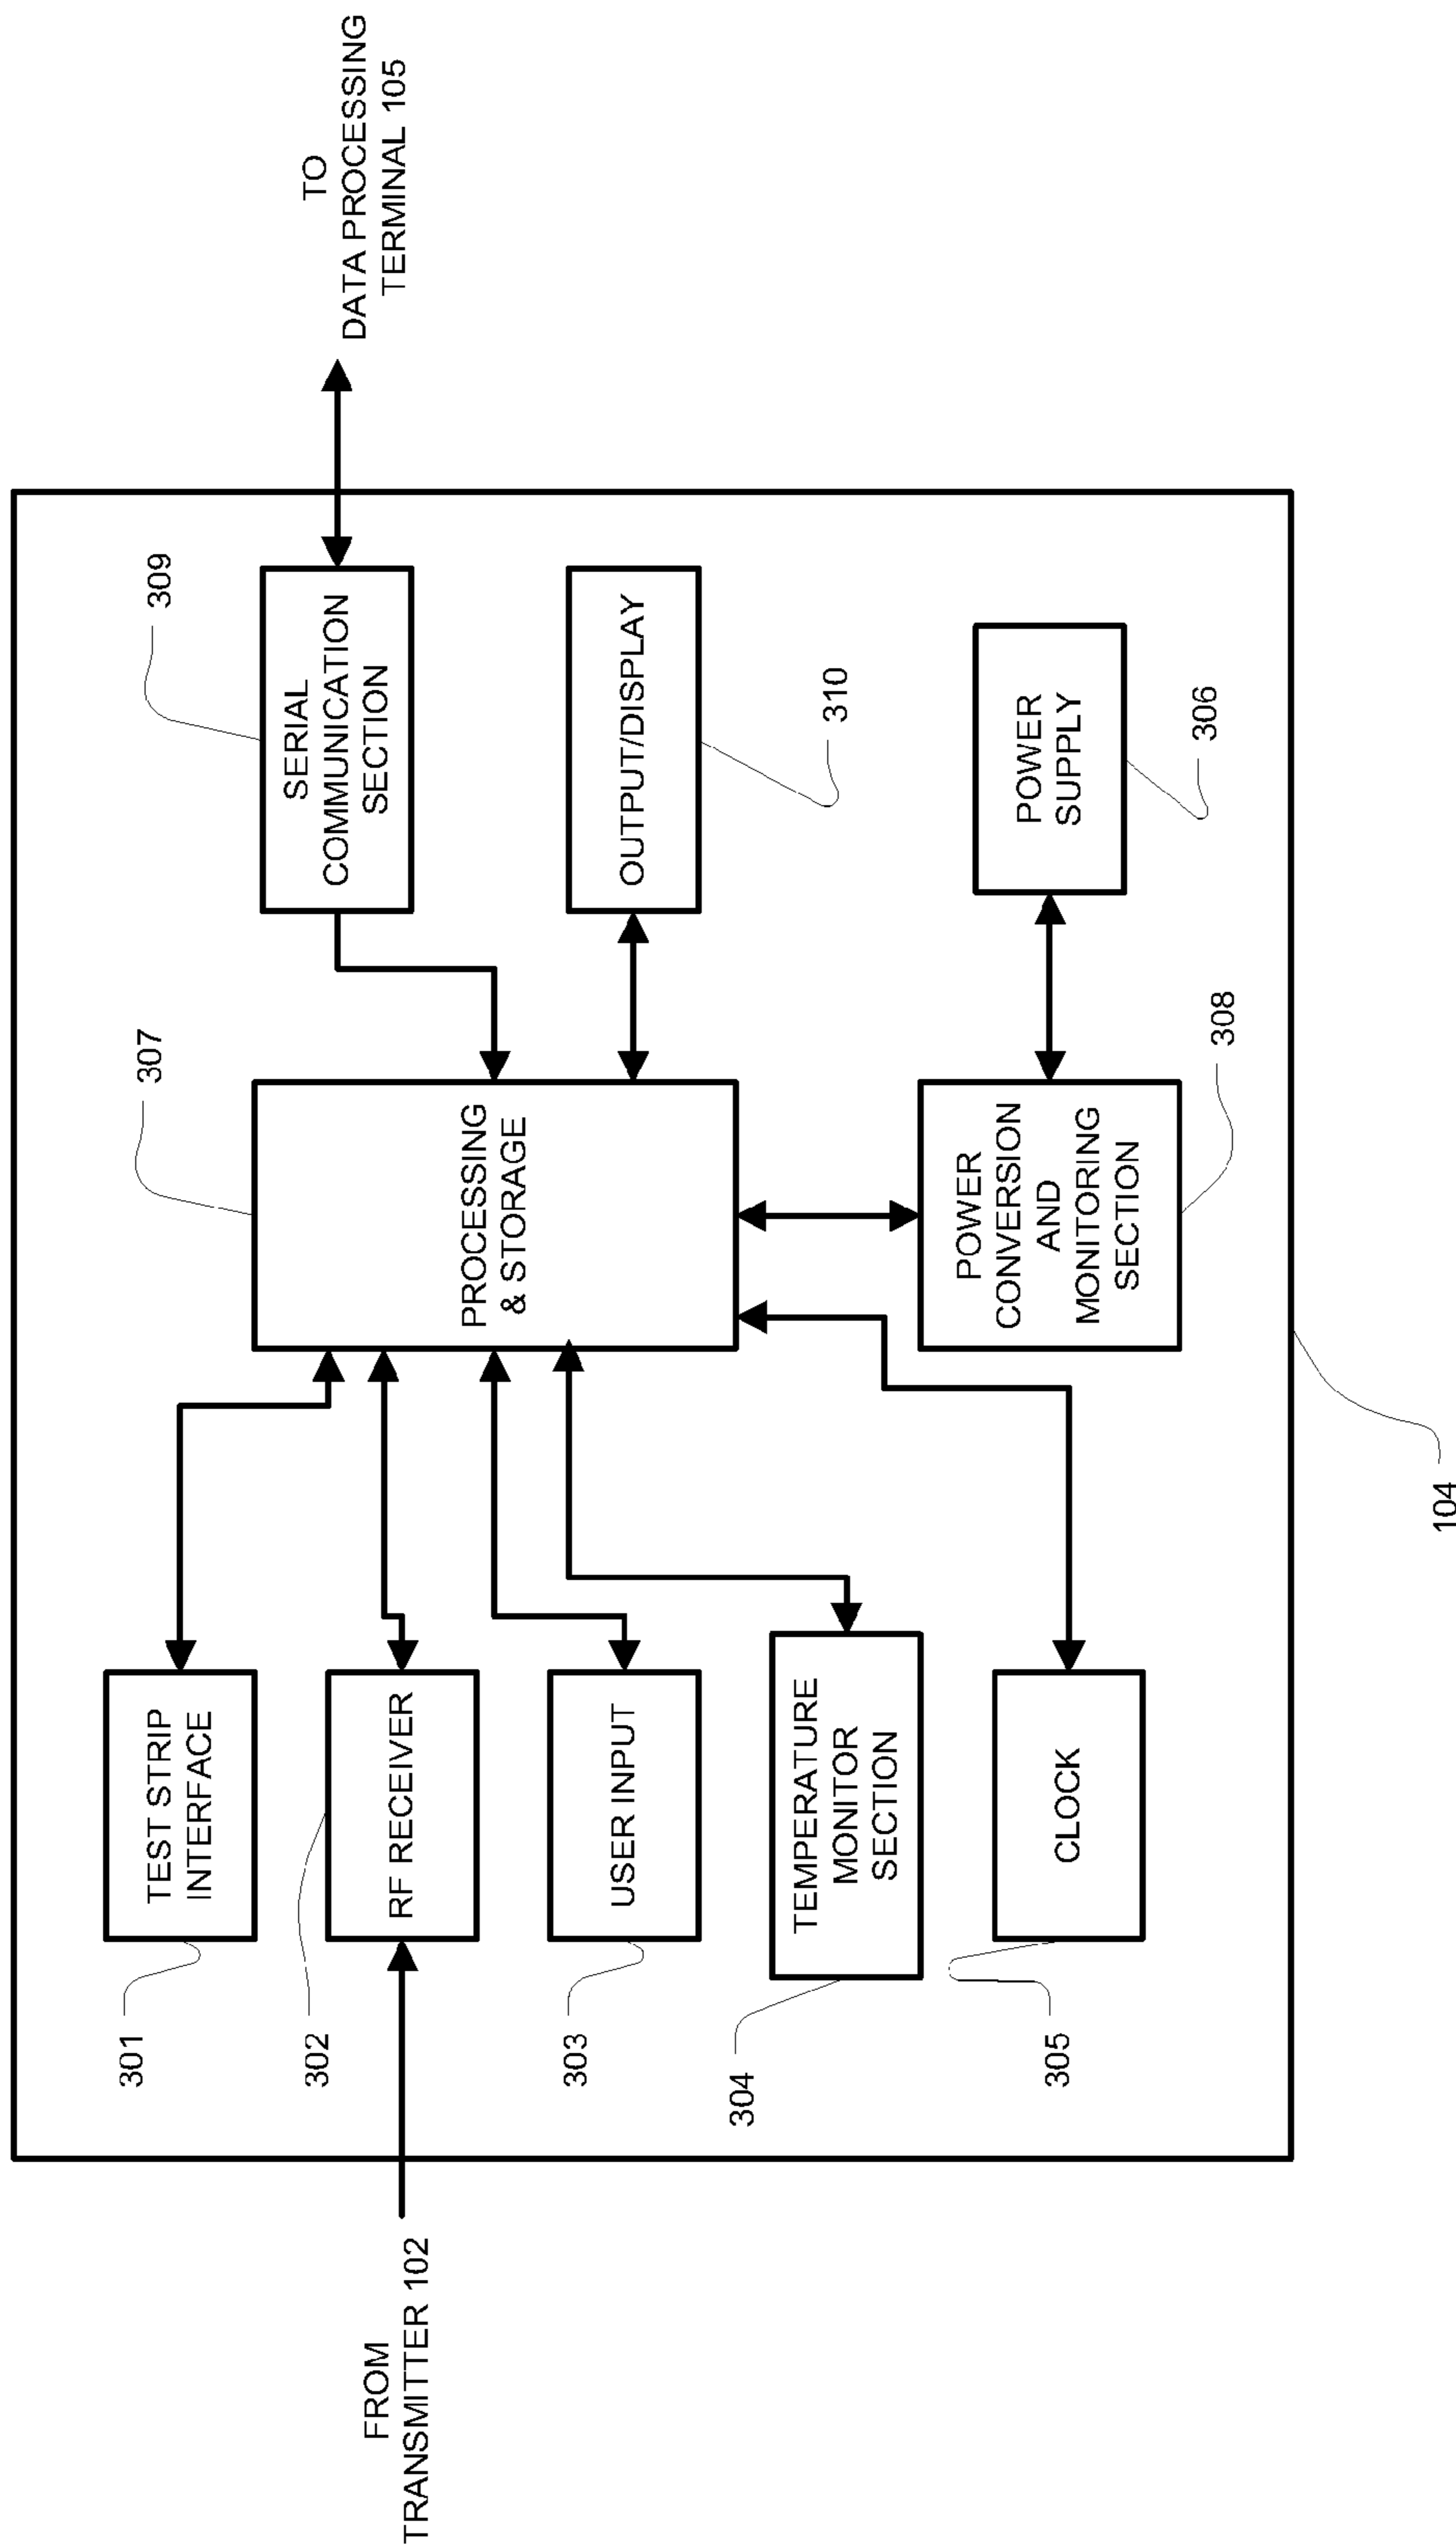 FROM
TRANSMITTER 102
301
TEST STRIP
INTERFACE
302
RF RECEIVER
303
USER INPUT
304
TEMPERATURE
MONITOR
SECTION
305
CLOCK
307
PROCESSING
& STORAGE
308
POWER
CONVERSION
AND
MONITORING
SECTION
309
SERIAL
COMMUNICATION
SECTION
310
OUTPUT/DISPLAY
306
POWER
SUPPLY
TO
DATA PROCESSING
TERMINAL 105
104